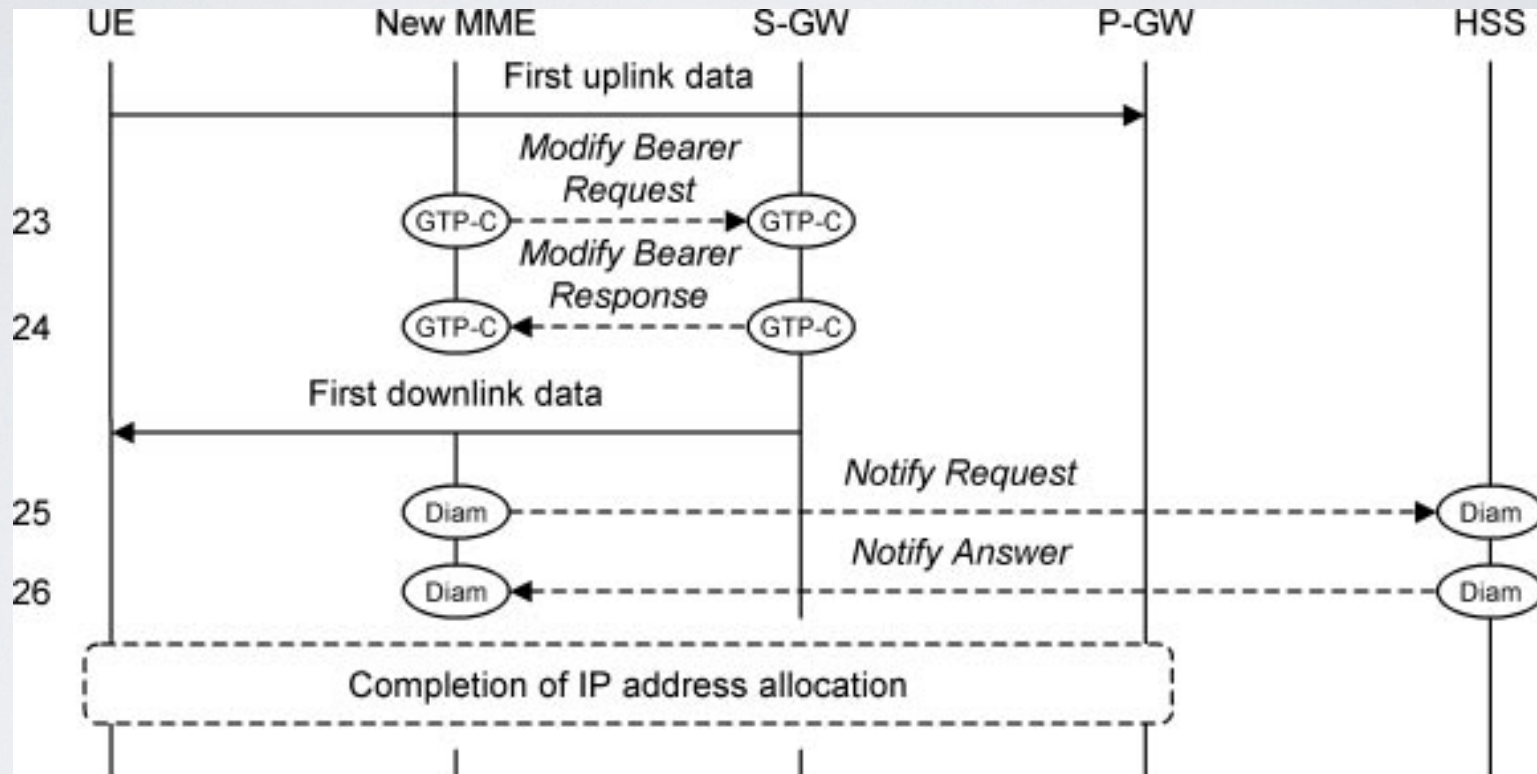 UE New MME S-GW P-GW HSS
First uplink data
Modify Bearer
Request
23 GTP-C GTP-C
Modify Bearer
Response
24 GTP-C GTP-C
First downlink data
Notify Request
25 Diam Diam
Notify Answer
26 Diam Diam
Completion of IP address allocation